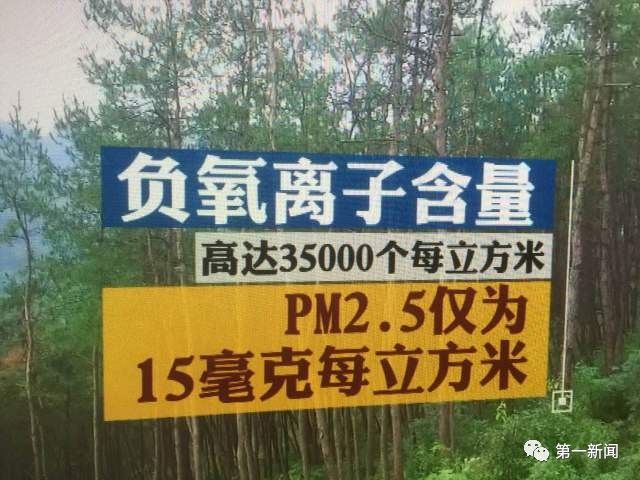 负氧离子含量
高达35000个每立方米
PM2.5仅为
15毫克每立方米
第一新闻